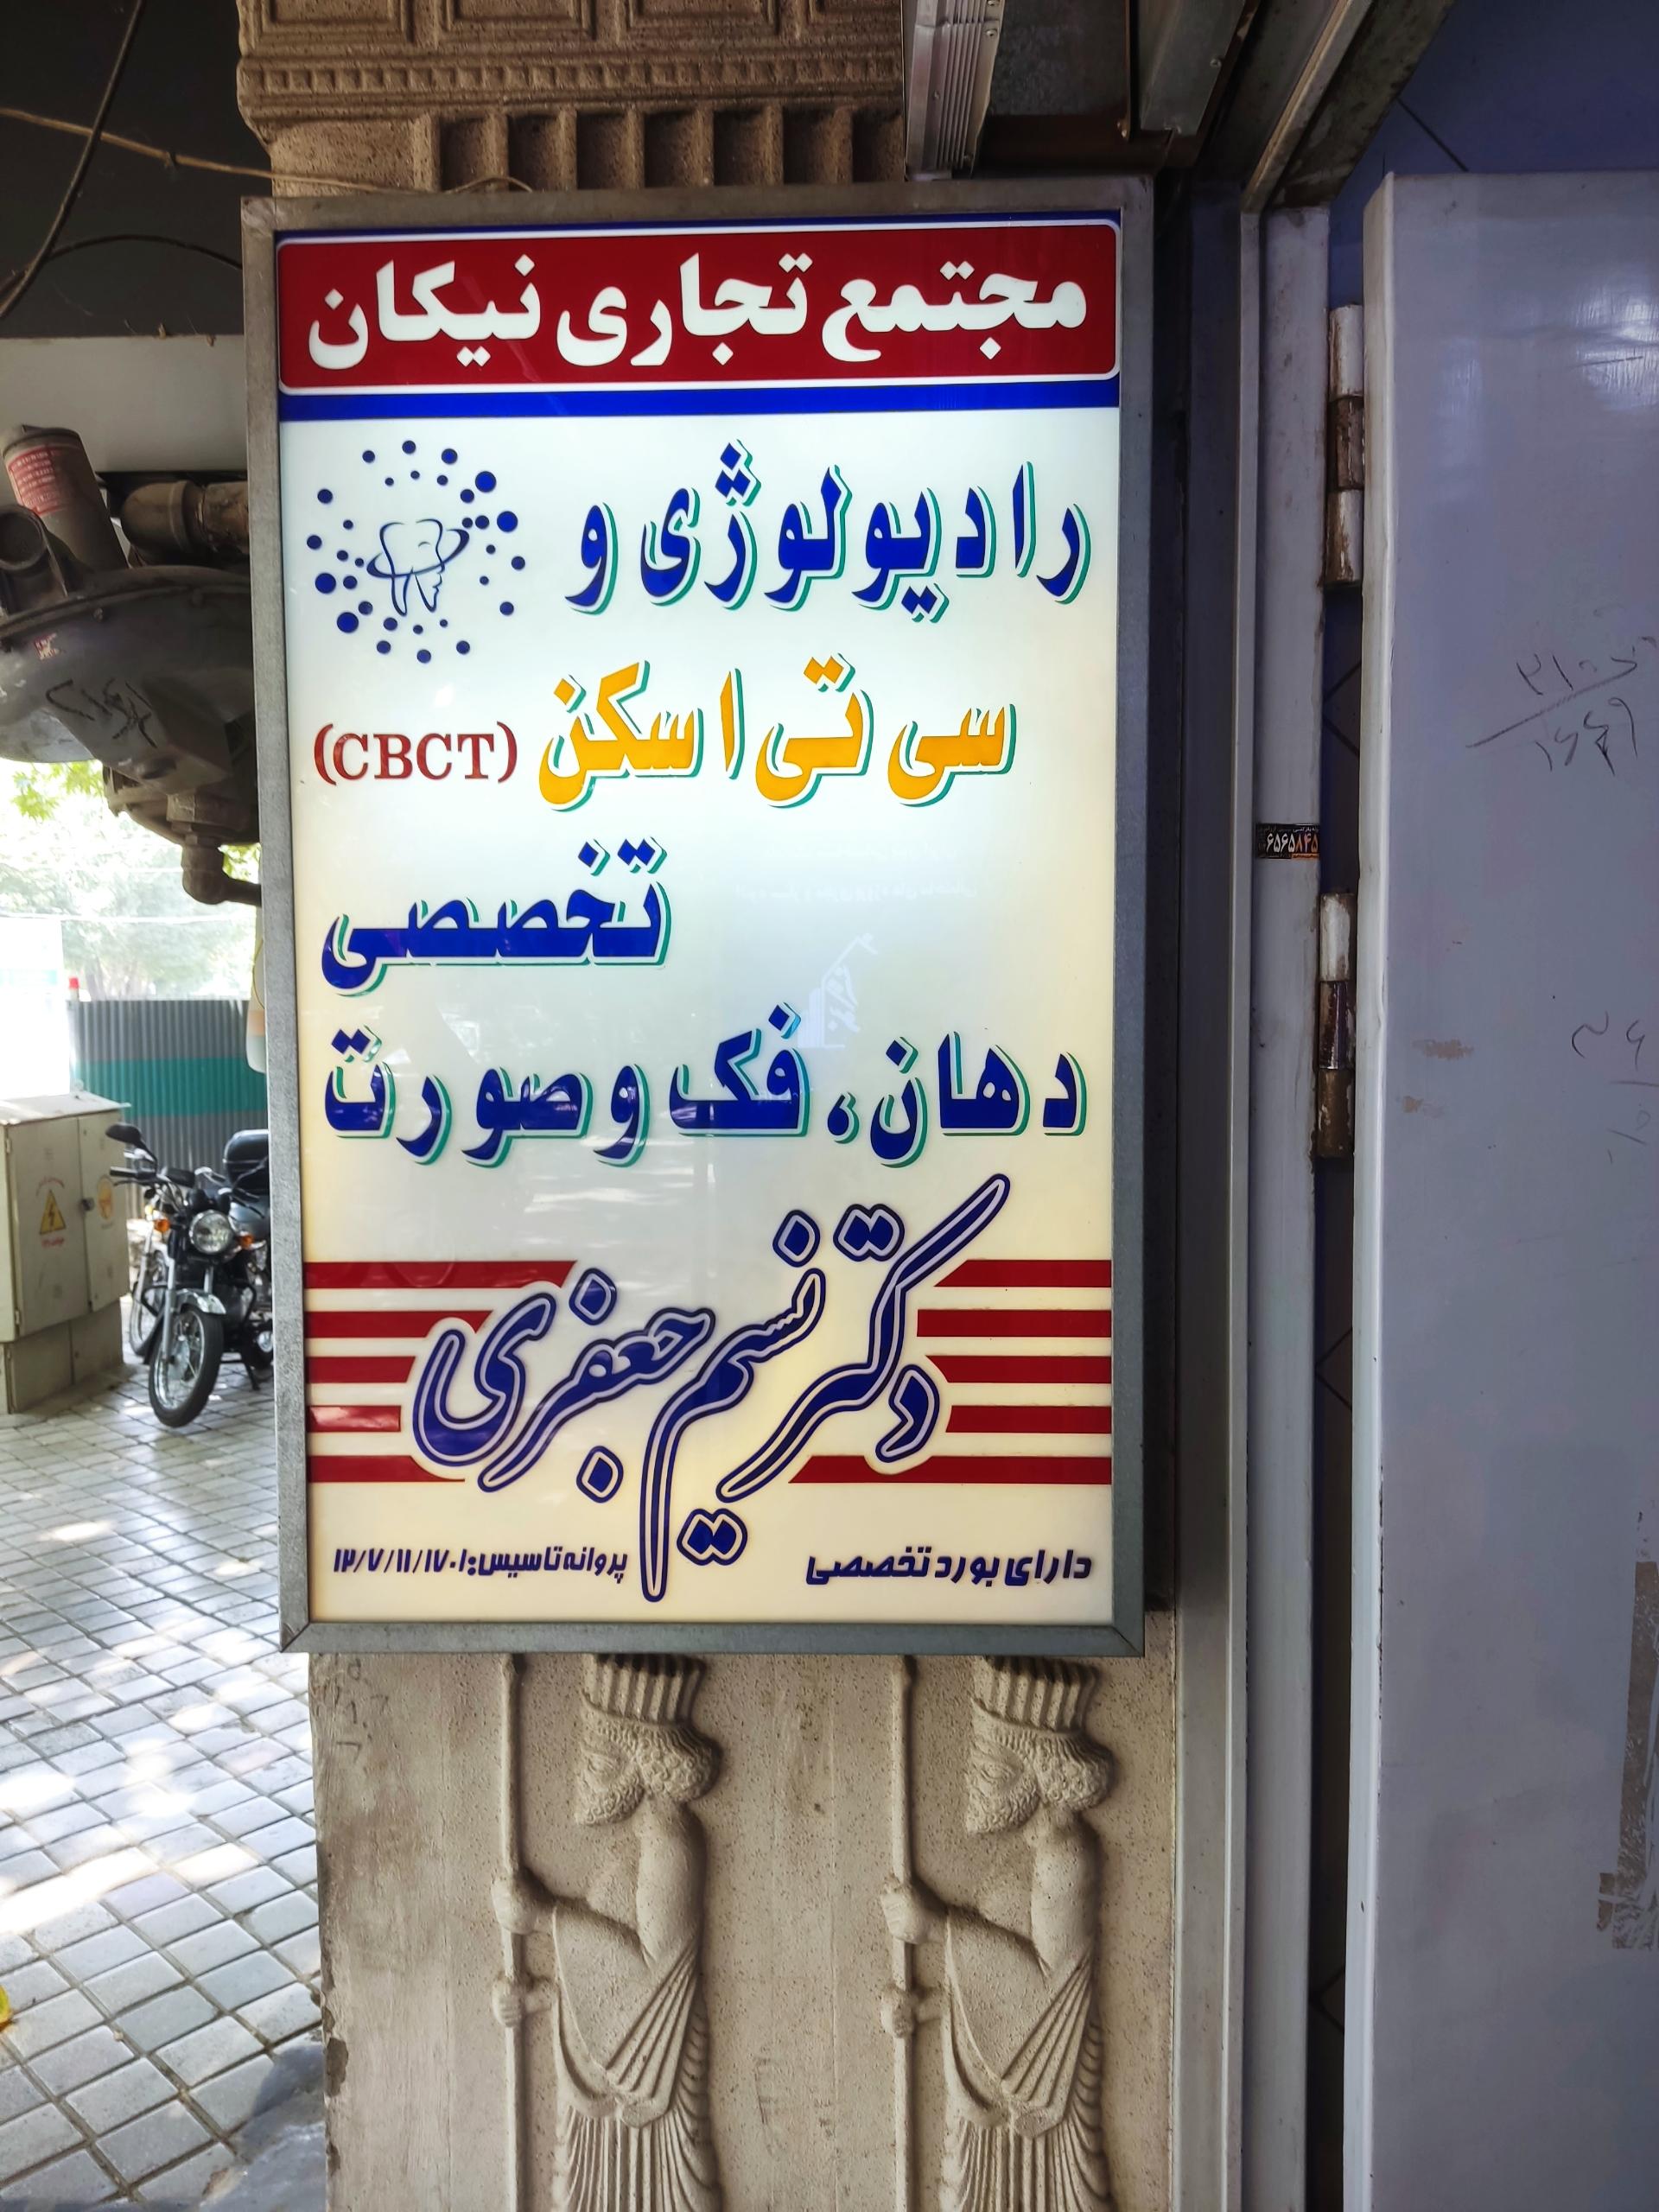 مجتمع تجاری نیکان
رادیولوژی و
سی تی اسکن (CBCT)
تخصصی
دهان، فک و صورت
دکتر نسیم جعفری
دارای بورد تخصصی
پروانه تاسیس: ۱۲/۷/۱۱/۱۷۰۱
۶۵۶۵۸۴۵